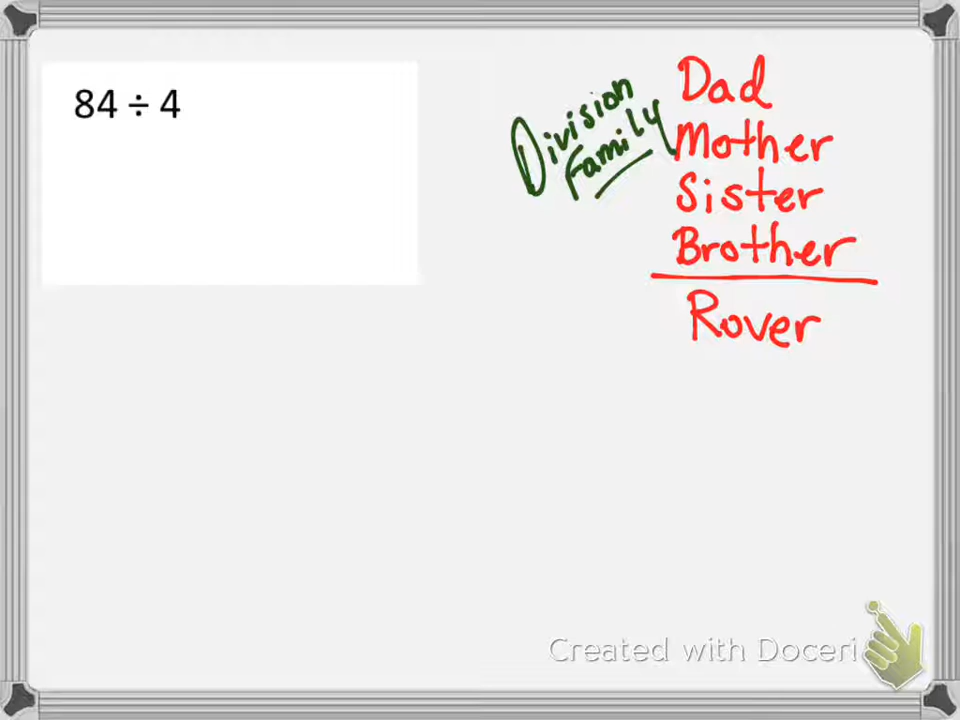 84 ÷ 4
Division
Family
Dad
Mother
Sister
Brother
Rover
Created with Doceri